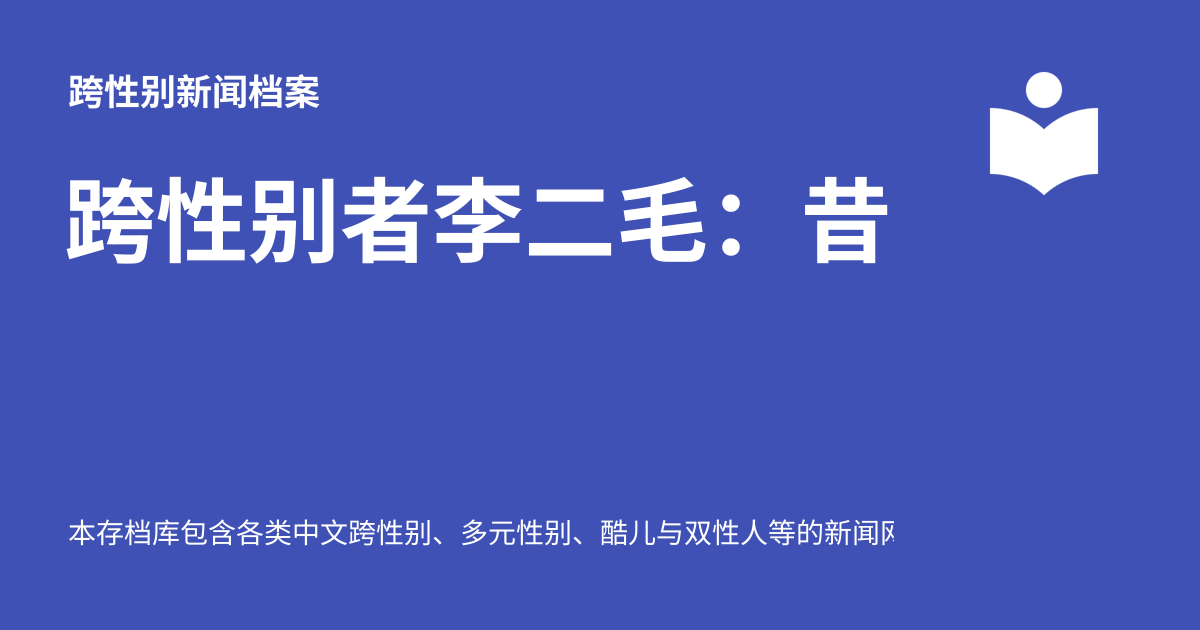 跨性别新闻档案
跨性别者李二毛：昔
本存档库包含各类中文跨性别、多元性别、酷儿与双性人等的新闻网